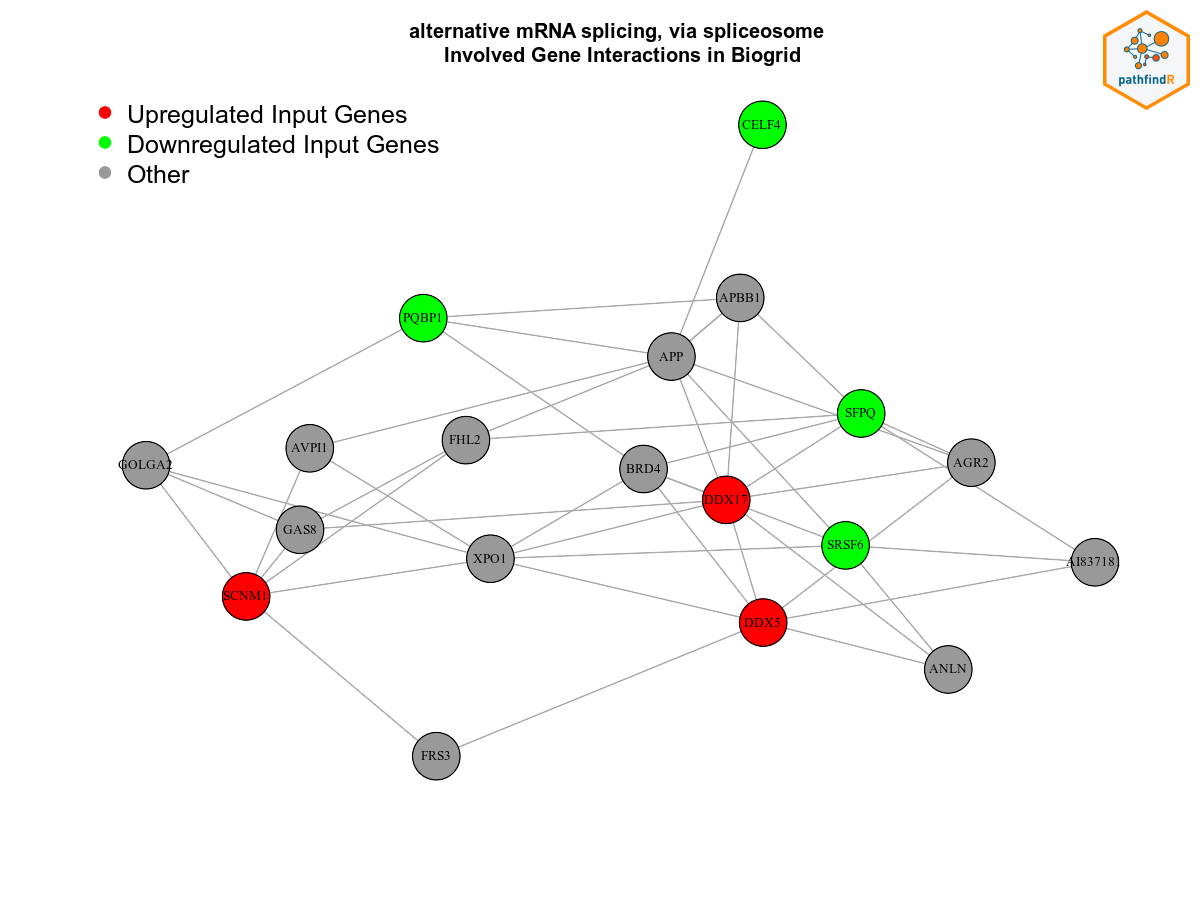 alternative mRNA splicing, via spliceosome
Involved Gene Interactions in Biogrid
pathfindR
Upregulated Input Genes
Downregulated Input Genes
Other
CELF4
APBB1
PQBP1
APP
SFPQ
FHL2
AVPI1
GOLGA2
BRD4
AGR2
DDX17
GAS8
SRSF6
XPO1
AI83718
SCNM1
DDX5
ANLN
FRS3